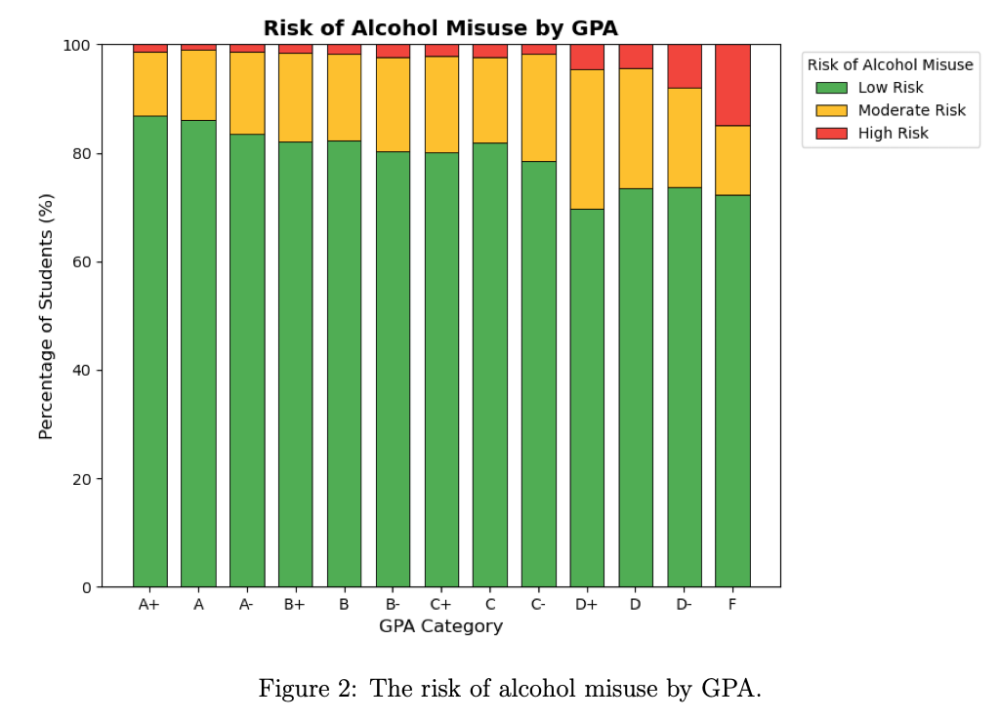 Risk of Alcohol Misuse by GPA
100
80
60
40
20
0
Percentage of Students (%)
A+ A A- B+ B B- C+ C C- D+ D D- F
GPA Category
Risk of Alcohol Misuse
Low Risk
Moderate Risk
High Risk
Figure 2: The risk of alcohol misuse by GPA.